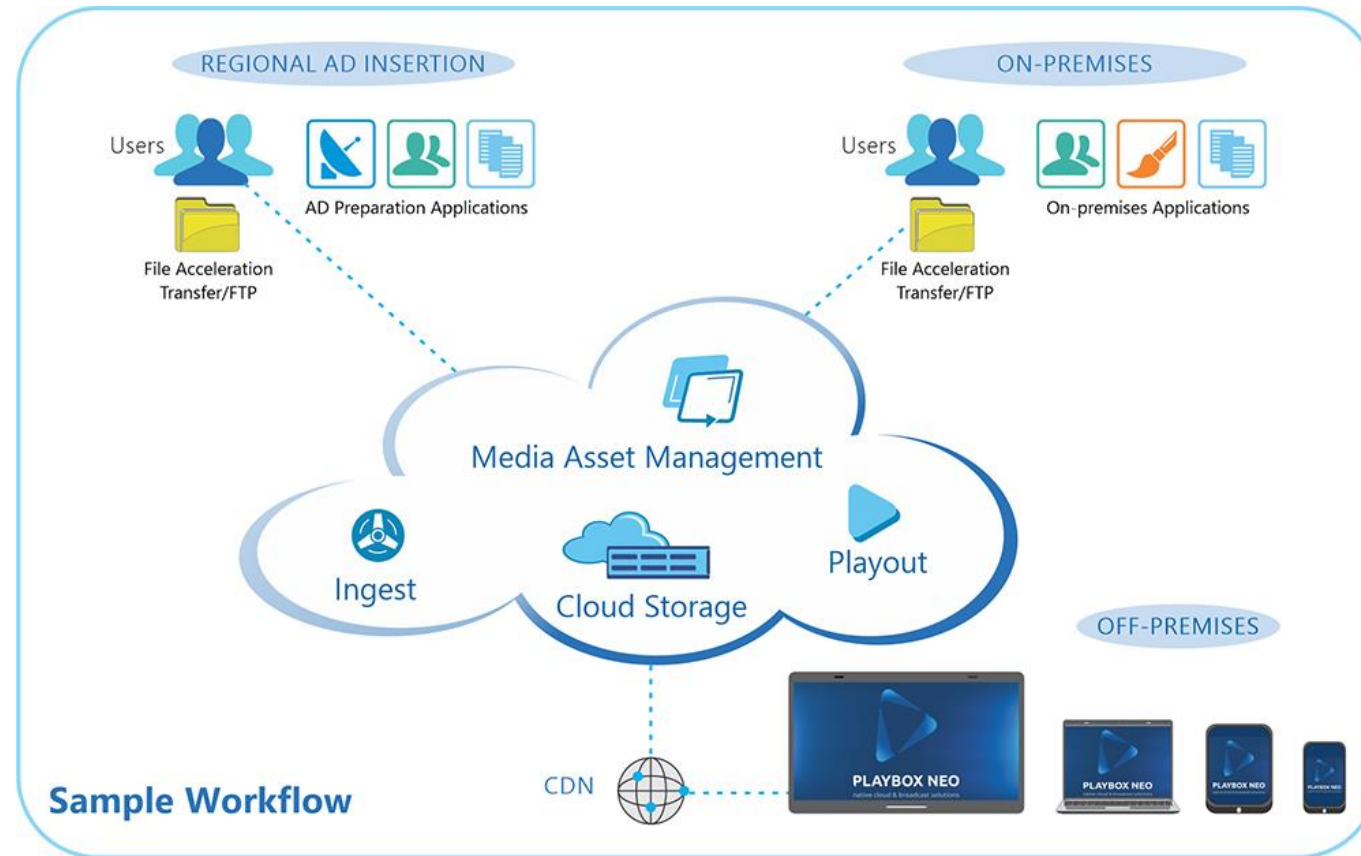 REGIONAL AD INSERTION
ON-PREMISES
Users
AD Preparation Applications
File Acceleration
Transfer/FTP
Users
On-premises Applications
File Acceleration
Transfer/FTP
Media Asset Management
Ingest
Cloud Storage
Playout
OFF-PREMISES
CDN
PLAYBOX NEO
native cloud & broadcast solutions
PLAYBOX NEO
PLAYBOX NEO
PLAYBOX NEO
Sample Workflow